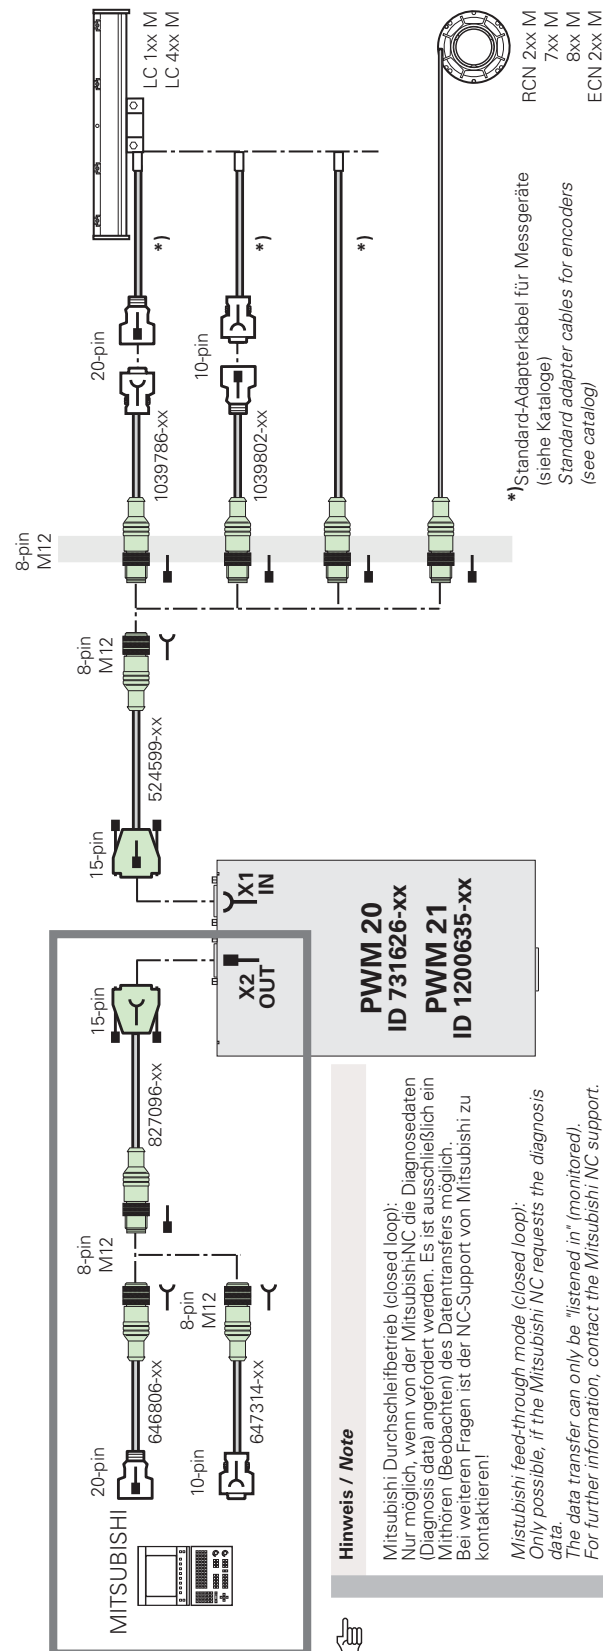 MITSUBISHI
20-pin
646806-xx
10-pin
647314-xx
8-pin
M12
8-pin
M12
827096-xx
15-pin
X2
OUT
X1
IN
PWM 20
ID 731626-xx
PWM 21
ID 1200635-xx
15-pin
524599-xx
8-pin
M12
8-pin
M12
1039786-xx
20-pin
*)
LC 1xx M
LC 4xx M
1039802-xx
10-pin
*)
*)
RCN 2xx M
7xx M
8xx M
ECN 2xx M
*)Standard-Adapterkabel für Messgeräte
(siehe Kataloge)
Standard adapter cables for encoders
(see catalog)
Hinweis / Note
Mitsubishi Durchschleifbetrieb (closed loop):
Nur möglich, wenn von der Mitsubishi-NC die Diagnosedaten
(Diagnosis data) angefordert werden. Es ist ausschließlich ein
Mithören (Beobachten) des Datentransfers möglich.
Bei weiteren Fragen ist der NC-Support von Mitsubishi zu
kontaktieren!
Mistubishi feed-through mode (closed loop):
Only possible, if the Mitsubishi NC requests the diagnosis
data.
The data transfer can only be "listened in" (monitored).
For further information, contact the Mitsubishi NC support.